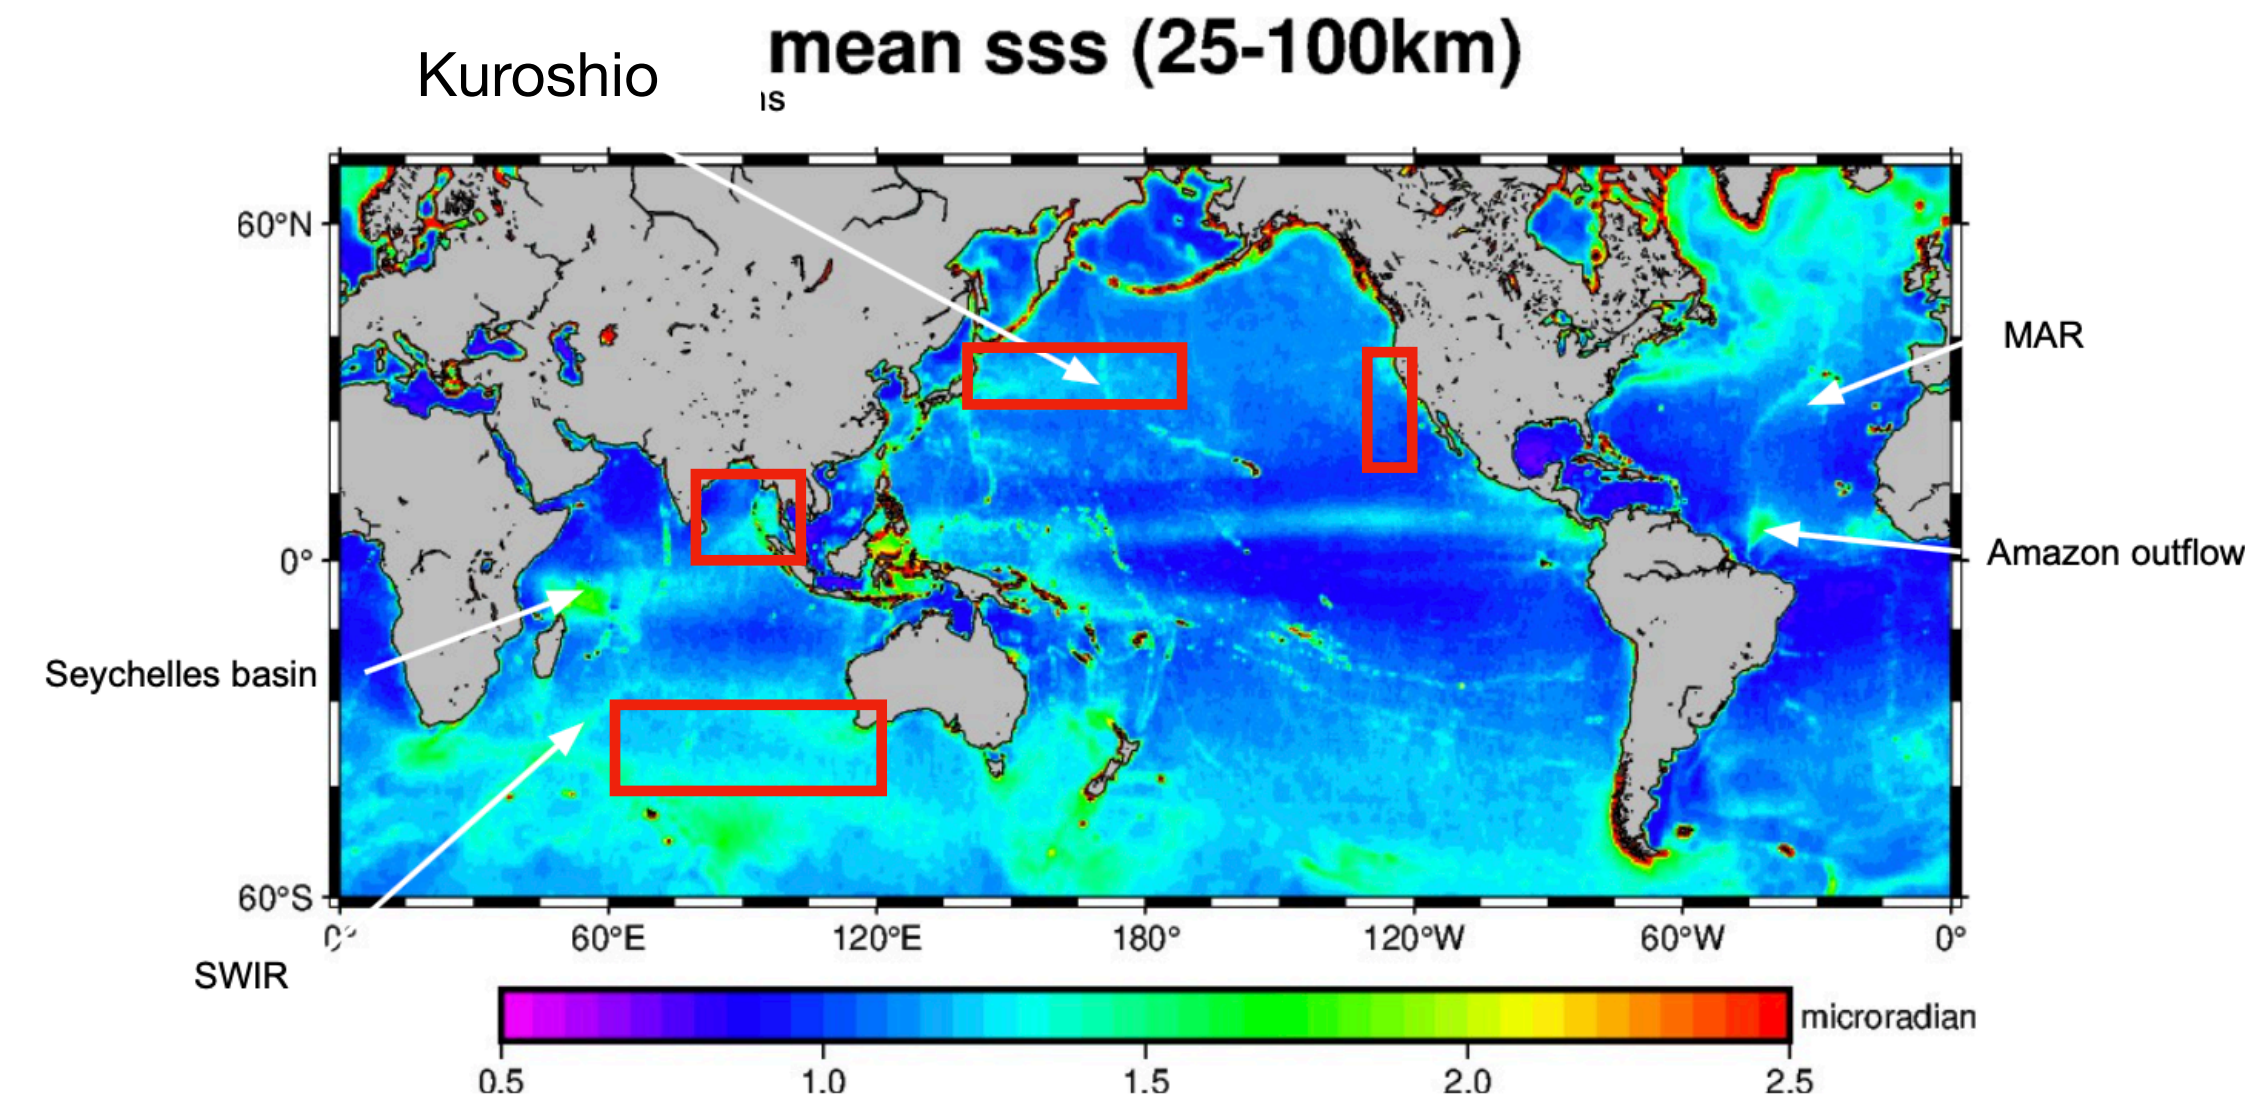 mean sss (25-100km)
Kuroshio
60°N
MAR
0°
Amazon outflow
Seychelles basin
60°S
60°E
120°E
180°
120°W
60°W
0°
SWIR
microradian
0.5
1.0
1.5
2.0
2.5